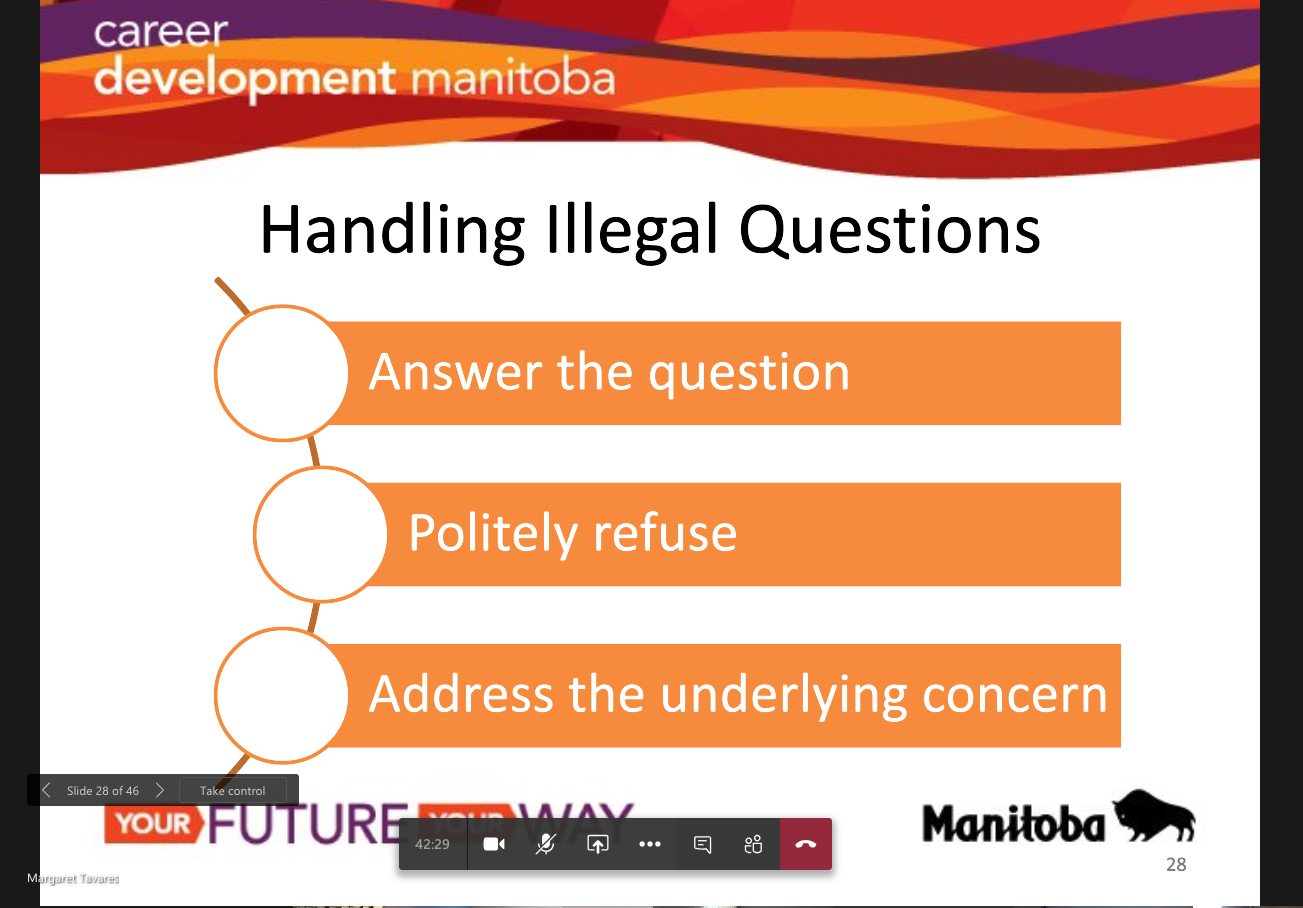 career
development manitoba
Handling Illegal Questions
Answer the question
Politely refuse
Address the underlying concern
Slide 28 of 46
Take control
YOUR FUTURE YOUR WAY
42:29
Manitoba
28
Margaret Tavares